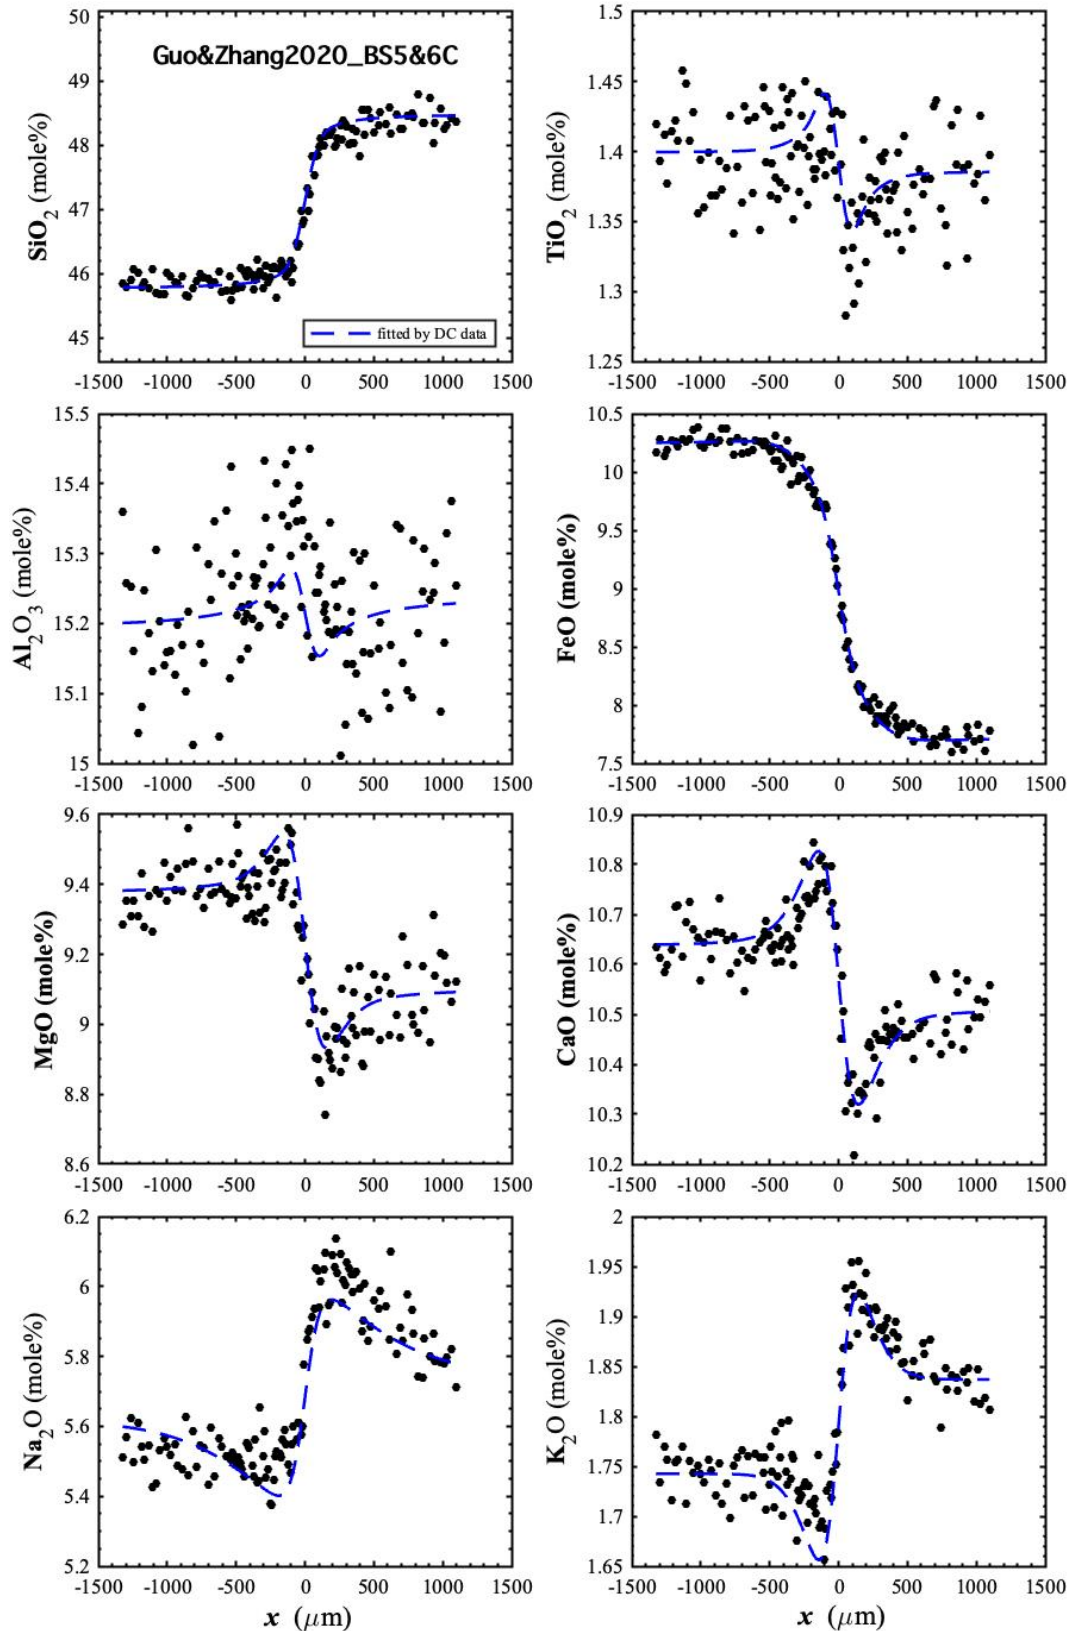 Guo&Zhang2020_BS5&6C
SiO2 (mole%)
50
49
48
47
46
45
fitted by DC data
-1500 -1000 -500 0 500 1000 1500
TiO2 (mole%)
1.5
1.45
1.4
1.35
1.3
1.25
-1500 -1000 -500 0 500 1000 1500
Al2O3 (mole%)
15.5
15.4
15.3
15.2
15.1
15
-1500 -1000 -500 0 500 1000 1500
FeO (mole%)
10.5
10
9.5
9
8.5
8
7.5
-1500 -1000 -500 0 500 1000 1500
MgO (mole%)
9.6
9.4
9.2
9
8.8
8.6
-1500 -1000 -500 0 500 1000 1500
CaO (mole%)
10.9
10.8
10.7
10.6
10.5
10.4
10.3
10.2
-1500 -1000 -500 0 500 1000 1500
Na2O (mole%)
6.2
6
5.8
5.6
5.4
5.2
-1500 -1000 -500 0 500 1000 1500
x (μm)
K2O (mole%)
2
1.95
1.9
1.85
1.8
1.75
1.7
1.65
-1500 -1000 -500 0 500 1000 1500
x (μm)